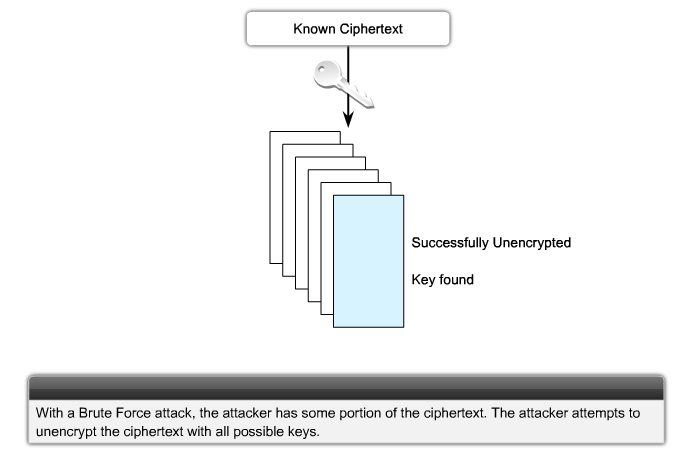 Known Ciphertext
Successfully Unencrypted
Key found
With a Brute Force attack, the attacker has some portion of the ciphertext. The attacker attempts to
unencrypt the ciphertext with all possible keys.